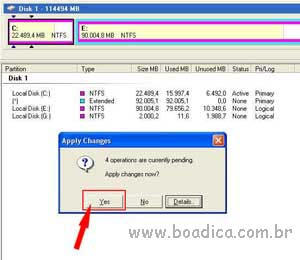 Disk 1 - 114494 MB
C: E:
22.489,4 MB NTFS 90.004,8 MB NTFS
Partition Type Size MB Used MB Unused MB Status Pri/Log
Disk 1
Local Disk (C:) NTFS 22.489,4 15.997,4 6.492,0 Active Primary
(*) Extended 92.005,1 92.005,1 0,0 None Primary
Local Disk (E:) NTFS 90.004,8 79.656,2 10.348,6 None Logical
Local Disk (G:) NTFS 2.000,2 11,6 1.988,7 None Logical
Apply Changes
4 operations are currently pending.
Apply changes now?
Yes No Details..
www.boadica.com.br